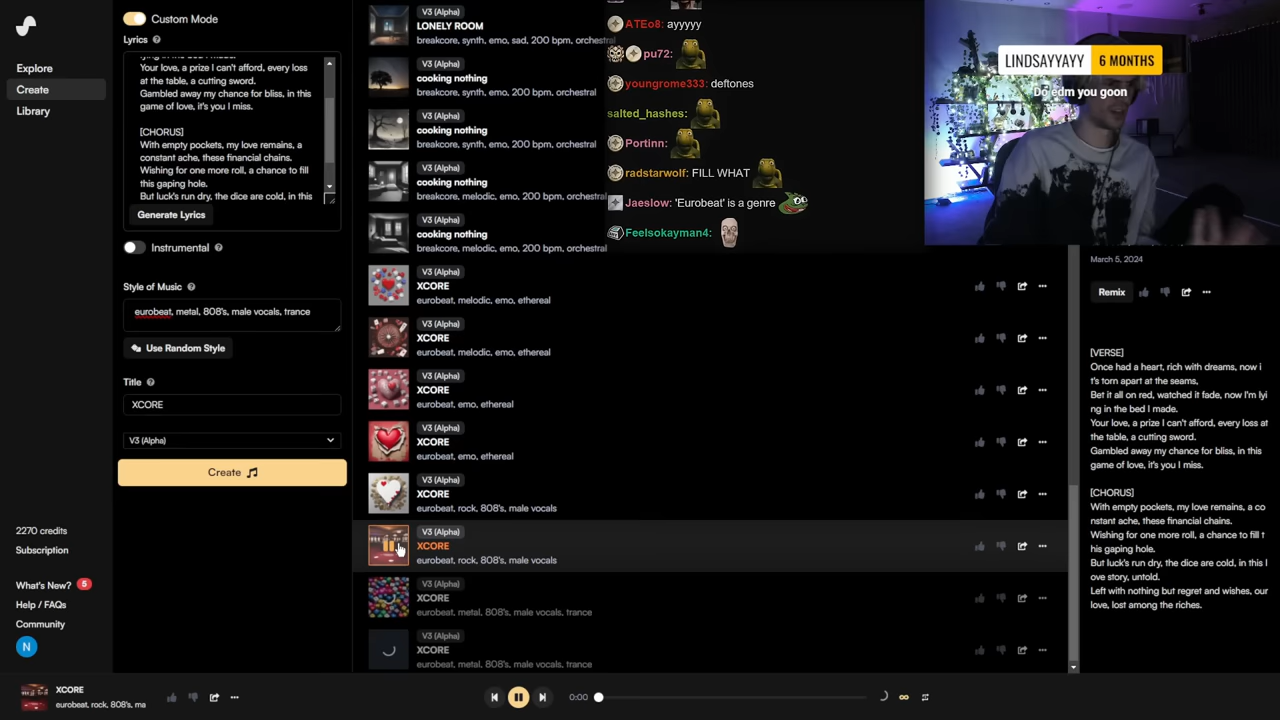 Explore
Create
Library
2270 credits
Subscription
What's New? 5
Help / FAQs
Community
N
Custom Mode
Lyrics
Your love, a prize I can't afford, every loss
at the table, a cutting sword.
Gambled away my chance for bliss, in this
game of love, it's you I miss.
[CHORUS]
With empty pockets, my love remains, a
constant ache, these financial chains.
Wishing for one more roll, a chance to fill
this gaping hole.
But luck's run dry, the dice are cold, in this
Generate Lyrics
Instrumental
Style of Music
eurobeat, metal, 808's, male vocals, trance
Use Random Style
Title
XCORE
V3 (Alpha)
Create
V3 (Alpha)
LONELY ROOM
breakcore, synth, emo, sad, 200 bpm, orchestr
V3 (Alpha)
cooking nothing
breakcore, synth, emo, 200 bpm, orchestral
V3 (Alpha)
cooking nothing
breakcore, synth, emo, 200 bpm, orchestral
V3 (Alpha)
cooking nothing
breakcore, melodic, emo, 200 bpm, orchestral
V3 (Alpha)
cooking nothing
breakcore, melodic, emo, 200 bpm, orchestral
V3 (Alpha)
XCORE
eurobeat, melodic, emo, ethereal
V3 (Alpha)
XCORE
eurobeat, melodic, emo, ethereal
V3 (Alpha)
XCORE
eurobeat, emo, ethereal
V3 (Alpha)
XCORE
eurobeat, emo, ethereal
V3 (Alpha)
XCORE
eurobeat, rock, 808's, male vocals
V3 (Alpha)
XCORE
eurobeat, rock, 808's, male vocals
V3 (Alpha)
XCORE
eurobeat, metal, 808's, male vocals, trance
V3 (Alpha)
XCORE
eurobeat, metal, 808's, male vocals, trance
ATEo8: ayyyyy
pu72:
youngrome333: deftones
salted_hashes:
Portinn:
radstarwolf: FILL WHAT
Jaeslow: 'Eurobeat' is a genre
Feelsokayman4:
LINDSAYYAYY 6 MONTHS
Do edm you goon
March 5, 2024
Remix
[VERSE]
Once had a heart, rich with dreams, now i
t's torn apart at the seams,
Bet it all on red, watched it fade, now I'm lyi
ng in the bed I made.
Your love, a prize I can't afford, every loss at
the table, a cutting sword.
Gambled away my chance for bliss, in this
game of love, it's you I miss.
[CHORUS]
With empty pockets, my love remains, a co
nstant ache, these financial chains.
Wishing for one more roll, a chance to fill t
his gaping hole.
But luck's run dry, the dice are cold, in this l
ove story, untold.
Left with nothing but regret and wishes, our
love, lost among the riches.
XCORE
eurobeat, rock, 808's, ma
0:00